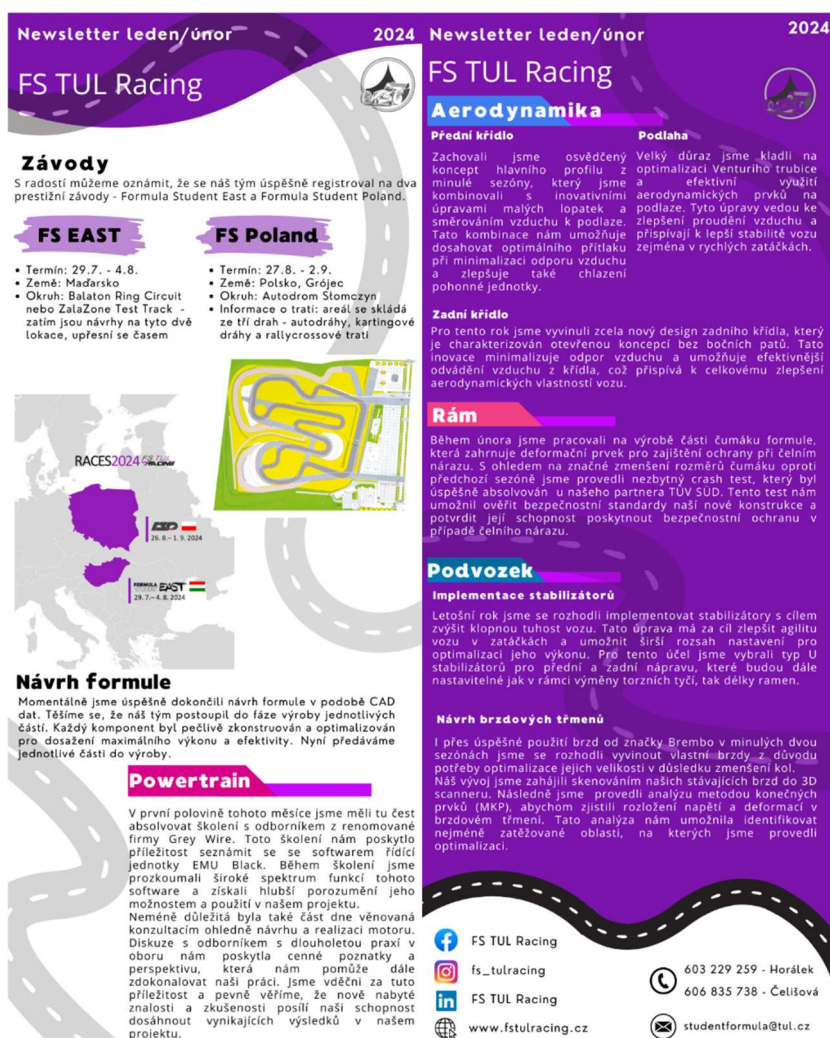 Newsletter leden/únor
2024
FS TUL Racing
Závody
S radostí můžeme oznámit, že se náš tým úspěšně registroval na dva
prestižní závody - Formula Student East a Formula Student Poland.
FS EAST
• Termín: 29.7. - 4.8.
• Země: Maďarsko
• Okruh: Balaton Ring Circuit
nebo ZalaZone Test Track -
zatím jsou návrhy na tyto dvě
lokace, upřesní se časem
FS Poland
• Termín: 27.8. - 2.9.
• Země: Polsko, Grójec
• Okruh: Autodrom Słomczyn
• Informace o trati: areál se skládá
ze tří drah - autodráhy, kartingové
dráhy a rallycrossové trati
RACES2024 FS TUL RACING
26. 8.– 1. 9. 2024
FORMULA
STUDENT EAST
29. 7.– 4. 8. 2024
Návrh formule
Momentálně jsme úspěšně dokončili návrh formule v podobě CAD
dat. Těšíme se, že náš tým postoupil do fáze výroby jednotlivých
částí. Každý komponent byl pečlivě zkonstruován a optimalizován
pro dosažení maximálního výkonu a efektivity. Nyní předáváme
jednotlivé části do výroby.
Powertrain
V první polovině tohoto měsíce jsme měli tu čest
absolvovat školení s odborníkem z renomované
firmy Grey Wire. Toto školení nám poskytlo
příležitost seznámit se se softwarem řídící
jednotky EMU Black. Během školení jsme
prozkoumali široké spektrum funkcí tohoto
software a získali hlubší porozumění jeho
možnostem a použití v našem projektu.
Neméně důležitá byla také část dne věnovaná
konzultacím ohledně návrhu a realizaci motoru.
Diskuze s odborníkem s dlouholetou praxí v
oboru nám poskytla cenné poznatky a
perspektivu, která nám pomůže dále
zdokonalovat naši práci. Jsme vděčni za tuto
příležitost a pevně věříme, že nově nabyté
znalosti a zkušenosti posílí naši schopnost
dosáhnout vynikajících výsledků v našem
projektu.
Newsletter leden/únor
2024
FS TUL Racing
Aerodynamika
Přední křídlo
Zachovali jsme osvědčený
koncept hlavního profilu z
minulé sezóny, který jsme
kombinovali s inovativními
úpravami malých lopatek a
směrováním vzduchu k podlaze.
Tato kombinace nám umožňuje
dosahovat optimálního přítlaku
při minimalizaci odporu vzduchu
a zlepšuje také chlazení
pohonné jednotky.
Podlaha
Velký důraz jsme kladli na
optimalizaci Venturiho trubice
a efektivní využití
aerodynamických prvků na
podlaze. Tyto úpravy vedou ke
zlepšení proudění vzduchu a
přispívají k lepší stabilitě vozu
zejména v rychlých zatáčkách.
Zadní křídlo
Pro tento rok jsme vyvinuli zcela nový design zadního křídla, který
je charakterizován otevřenou koncepcí bez bočních patů. Tato
inovace minimalizuje odpor vzduchu a umožňuje efektivnější
odvádění vzduchu z křídla, což přispívá k celkovému zlepšení
aerodynamických vlastností vozu.
Rám
Během února jsme pracovali na výrobě části čumáku formule,
která zahrnuje deformační prvek pro zajištění ochrany při čelním
nárazu. S ohledem na značné zmenšení rozměrů čumáku oproti
předchozí sezóně jsme provedli nezbytný crash test, který byl
úspěšně absolvován u našeho partnera TÜV SÜD. Tento test nám
umožnil ověřit bezpečnostní standardy naší nové konstrukce a
potvrdit její schopnost poskytnout bezpečnostní ochranu v
případě čelního nárazu.
Podvozek
Implementace stabilizátorů
Letošní rok jsme se rozhodli implementovat stabilizátory s cílem
zvýšit klopnou tuhost vozu. Tato úprava má za cíl zlepšit agilitu
vozu v zatáčkách a umožnit širší rozsah nastavení pro
optimalizaci jeho výkonu. Pro tento účel jsme vybrali typ U
stabilizátorů pro přední a zadní nápravu, které budou dále
nastavitelné jak v rámci výměny torzních tyčí, tak délky ramen.
Návrh brzdových třmenů
I přes úspěšné použití brzd od značky Brembo v minulých dvou
sezónách jsme se rozhodli vyvinout vlastní brzdy z důvodu
potřeby optimalizace jejich velikosti v důsledku zmenšení kol.
Náš vývoj jsme zahájili skenováním našich stávajících brzd do 3D
scanneru. Následně jsme provedli analýzu metodou konečných
prvků (MKP), abychom zjistili rozložení napětí a deformací v
brzdovém třmeni. Tato analýza nám umožnila identifikovat
nejméně zatěžované oblasti, na kterých jsme provedli
optimalizaci.
FS TUL Racing
fs_tulracing
FS TUL Racing
www.fstulracing.cz
603 229 259 - Horálek
606 835 738 - Čelišová
studentformula@tul.cz